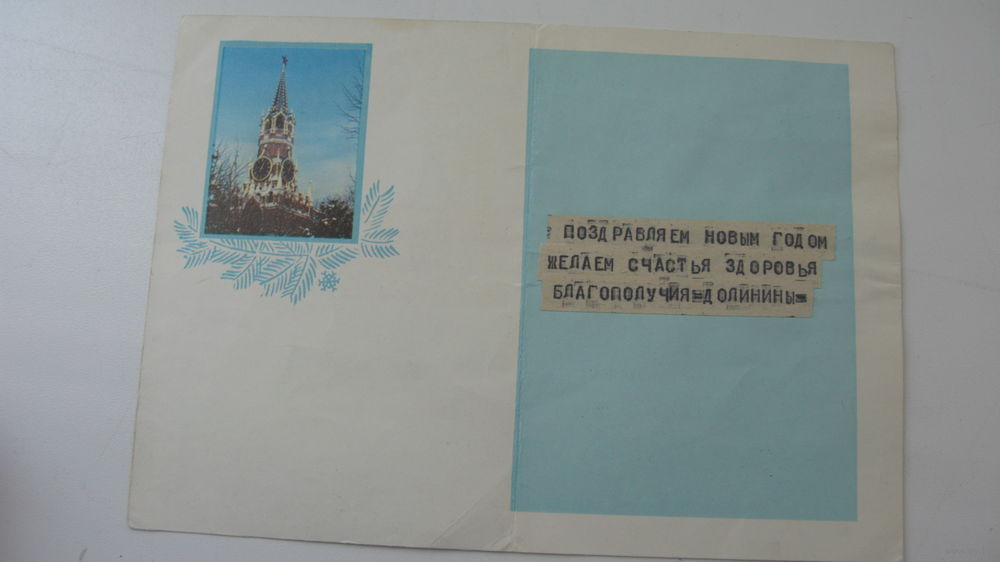 ПОЗДРАВЛЯЕМ НОВЫМ ГОДОМ
ЖЕЛАЕМ СЧАСТЬЯ ЗДОРОВЬЯ
БЛАГОПОЛУЧИЯ=ДОЛИНИНЫ=